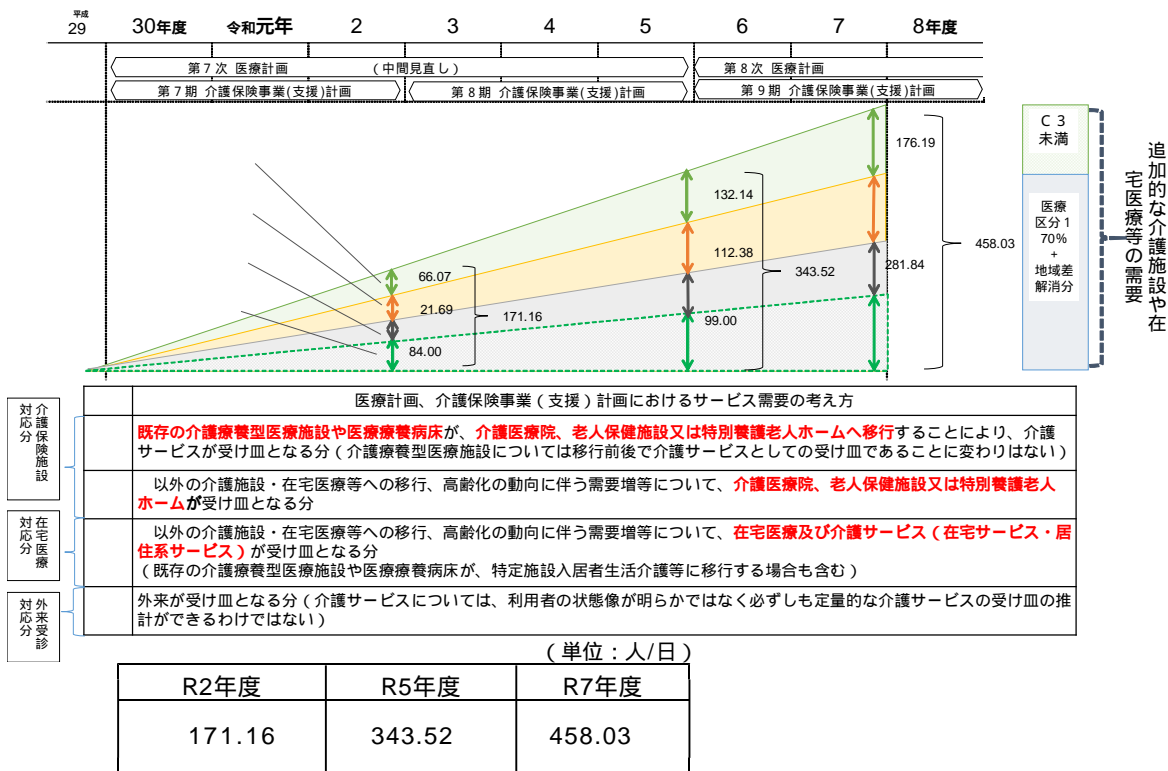 平成
29 30年度 令和元年 2 3 4 5 6 7 8年度
第７次 医療計画 (中間見直し) 第８次 医療計画
第７期 介護保険事業(支援)計画 第８期 介護保険事業(支援)計画 第９期 介護保険事業(支援)計画
176.19
132.14
112.38
458.03
343.52
281.84
66.07
21.69
171.16
99.00
84.00
Ｃ３
未満
医療
区分１
70%
+
地域差
解消分
追加的な介護施設や在
宅医療等の需要
医療計画、介護保険事業（支援）計画におけるサービス需要の考え方
介護保険施設
対応分
既存の介護療養型医療施設や医療療養病床が、介護医療院、老人保健施設又は特別養護老人ホームへ移行することにより、介護
サービスが受け皿となる分（介護療養型医療施設については移行前後で介護サービスとしての受け皿であることに変わりはない）
以外の介護施設・在宅医療等への移行、高齢化の動向に伴う需要増等について、介護医療院、老人保健施設又は特別養護老人
ホームが受け皿となる分
在宅医療
対応分
以外の介護施設・在宅医療等への移行、高齢化の動向に伴う需要増等について、在宅医療及び介護サービス（在宅サービス・居
住系サービス）が受け皿となる分
（既存の介護療養型医療施設や医療療養病床が、特定施設入居者生活介護等に移行する場合も含む）
外来受診
対応分
外来が受け皿となる分（介護サービスについては、利用者の状態像が明らかではなく必ずしも定量的な介護サービスの受け皿の推
計ができるわけではない）
（単位：人/日）
R2年度 R5年度 R7年度
171.16 343.52 458.03